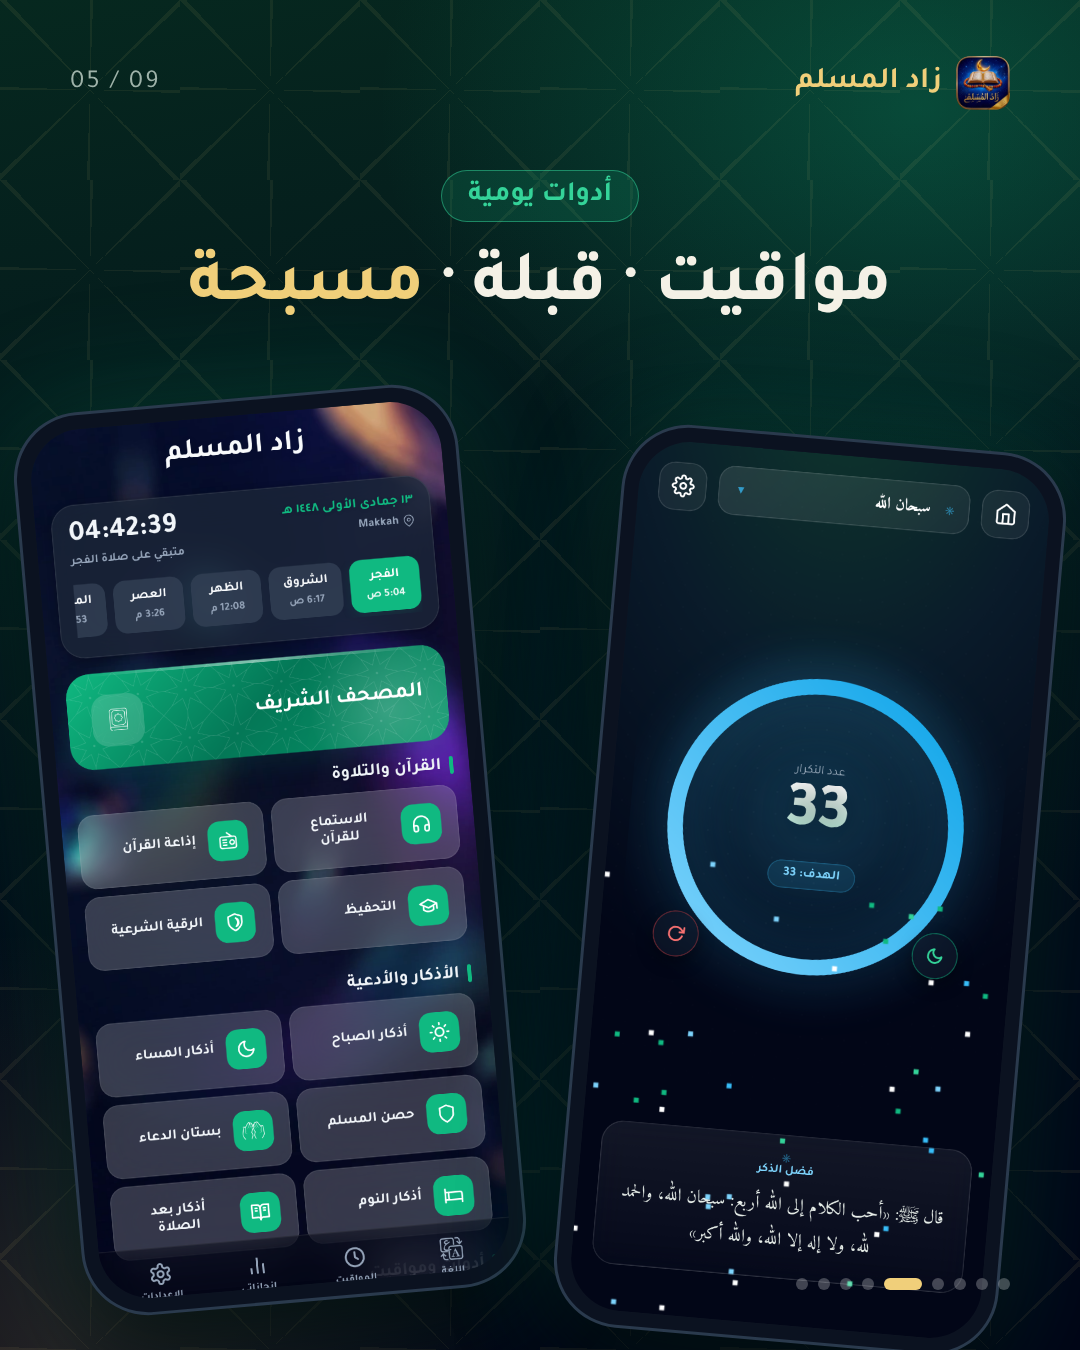 زاد المسلم
05 / 09
أدوات يومية
مواقيت · قبلة · مسبحة
زاد المسلم
١٣ جمادى الأولى ١٤٤٨ هـ
04:42:39
Makkah
متبقي على صلاة الفجر
الفجر
5:04 ص
الشروق
6:17 ص
الظهر
12:08 م
العصر
3:26 م
53
المصحف الشريف
القرآن والتلاوة
الاستماع للقرآن
إذاعة القرآن
التحفيظ
الرقية الشرعية
الأذكار والأدعية
أذكار الصباح
أذكار المساء
حصن المسلم
بستان الدعاء
أذكار النوم
أذكار بعد الصلاة
اللغة
المواقيت
الإعدادات
سبحان الله
عدد التكرار
33
الهدف: 33
فضل الذكر
قال ﷺ: «أحب الكلام إلى الله أربع: سبحان الله، والحمد
لله، ولا إله إلا الله، والله أكبر»